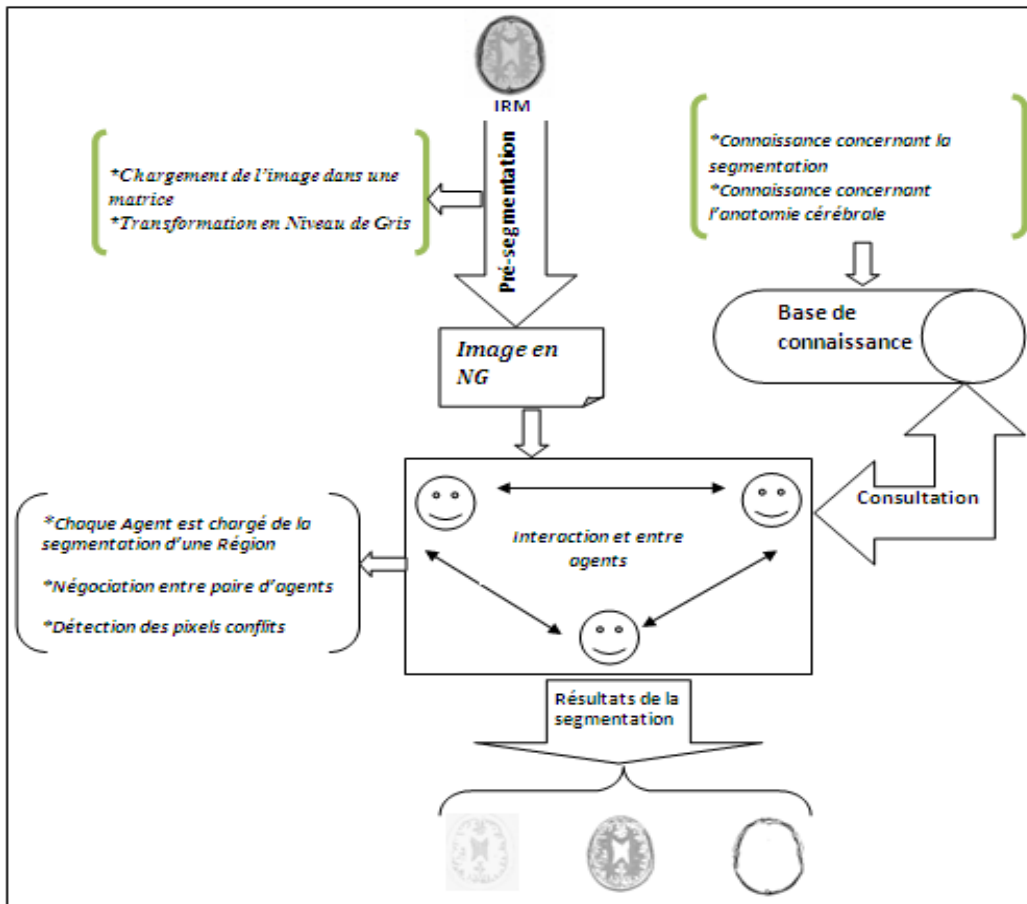 IRM
Pré-segmentation
*Chargement de l'image dans une
matrice
*Transformation en Niveau de Gris
*Connaissance concernant la
segmentation
*Connaissance concernant
l'anatomie cérébrale
Base de
connaissance
Image en
NG
Consultation
*Chaque Agent est chargé de la
segmentation d'une Région
*Négociation entre paire d'agents
*Détection des pixels conflits
Interaction et entre
agents
Résultats de la
segmentation